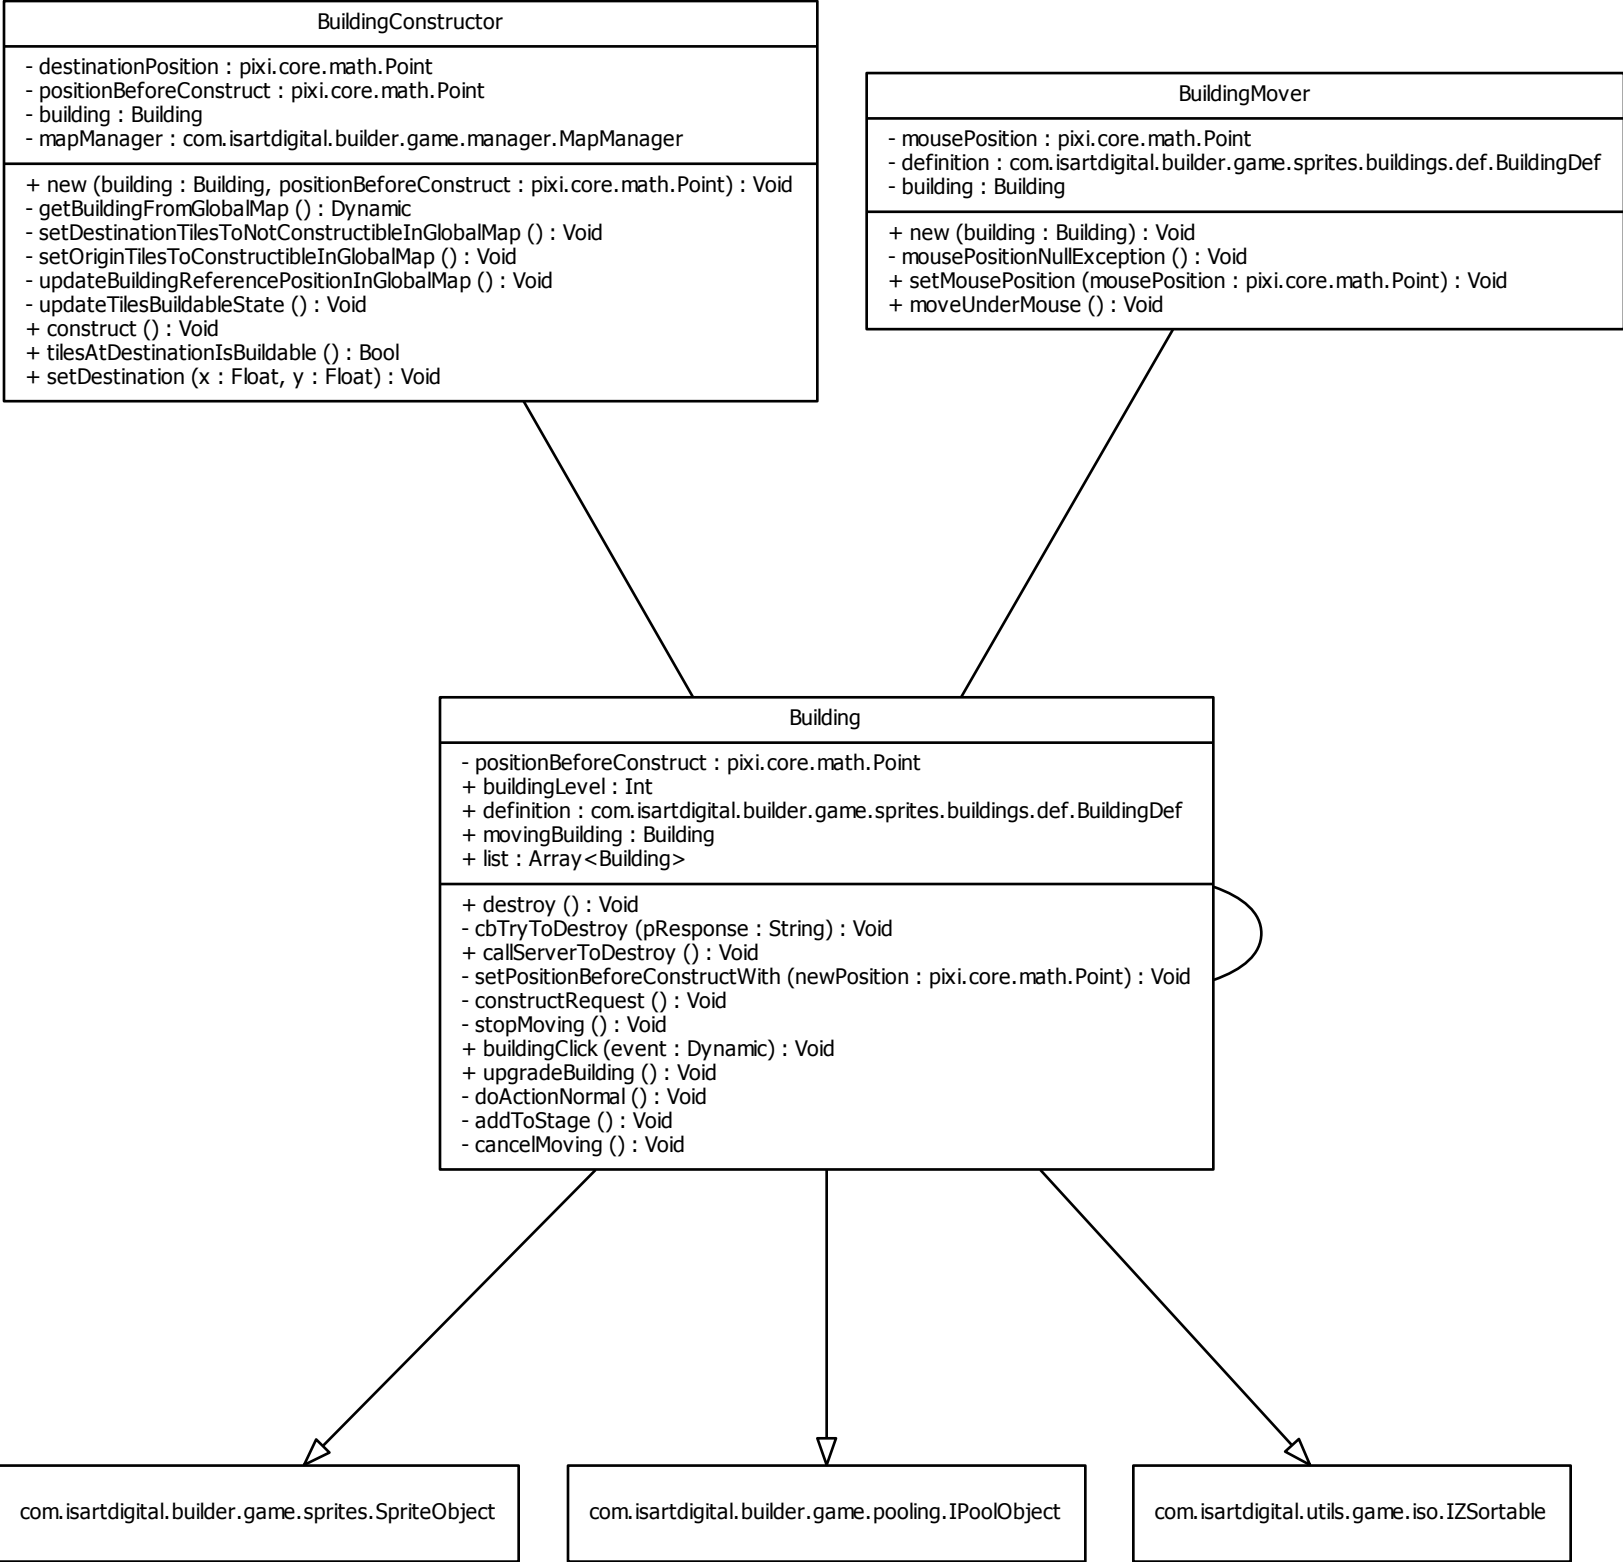 BuildingConstructor
- destinationPosition : pixi.core.math.Point
- positionBeforeConstruct : pixi.core.math.Point
- building : Building
- mapManager : com.isartdigital.builder.game.manager.MapManager
+ new (building : Building, positionBeforeConstruct : pixi.core.math.Point) : Void
- getBuildingFromGlobalMap () : Dynamic
- setDestinationTilesToNotConstructibleInGlobalMap () : Void
- setOriginTilesToConstructibleInGlobalMap () : Void
- updateBuildingReferencePositionInGlobalMap () : Void
- updateTilesBuildableState () : Void
+ construct () : Void
+ tilesAtDestinationIsBuildable () : Bool
+ setDestination (x : Float, y : Float) : Void
BuildingMover
- mousePosition : pixi.core.math.Point
- definition : com.isartdigital.builder.game.sprites.buildings.def.BuildingDef
- building : Building
+ new (building : Building) : Void
- mousePositionNullException () : Void
+ setMousePosition (mousePosition : pixi.core.math.Point) : Void
+ moveUnderMouse () : Void
Building
- positionBeforeConstruct : pixi.core.math.Point
+ buildingLevel : Int
+ definition : com.isartdigital.builder.game.sprites.buildings.def.BuildingDef
+ movingBuilding : Building
+ list : Array<Building>
+ destroy () : Void
- cbTryToDestroy (pResponse : String) : Void
+ callServerToDestroy () : Void
- setPositionBeforeConstructWith (newPosition : pixi.core.math.Point) : Void
- constructRequest () : Void
- stopMoving () : Void
+ buildingClick (event : Dynamic) : Void
+ upgradeBuilding () : Void
- doActionNormal () : Void
- addToStage () : Void
- cancelMoving () : Void
com.isartdigital.builder.game.sprites.SpriteObject
com.isartdigital.builder.game.pooling.IPoolObject
com.isartdigital.utils.game.iso.IZSortable